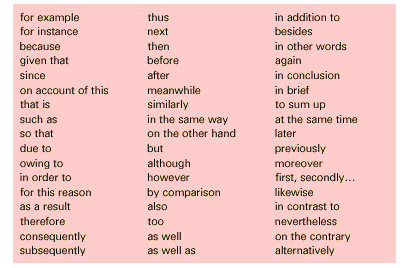 for example thus in addition to
for instance next besides
because then in other words
given that before again
since after in conclusion
on account of this meanwhile in brief
that is similarly to sum up
such as in the same way at the same time
so that on the other hand later
due to but previously
owing to although moreover
in order to however first, secondly…
for this reason by comparison likewise
as a result also in contrast to
therefore too nevertheless
consequently as well on the contrary
subsequently as well as alternatively